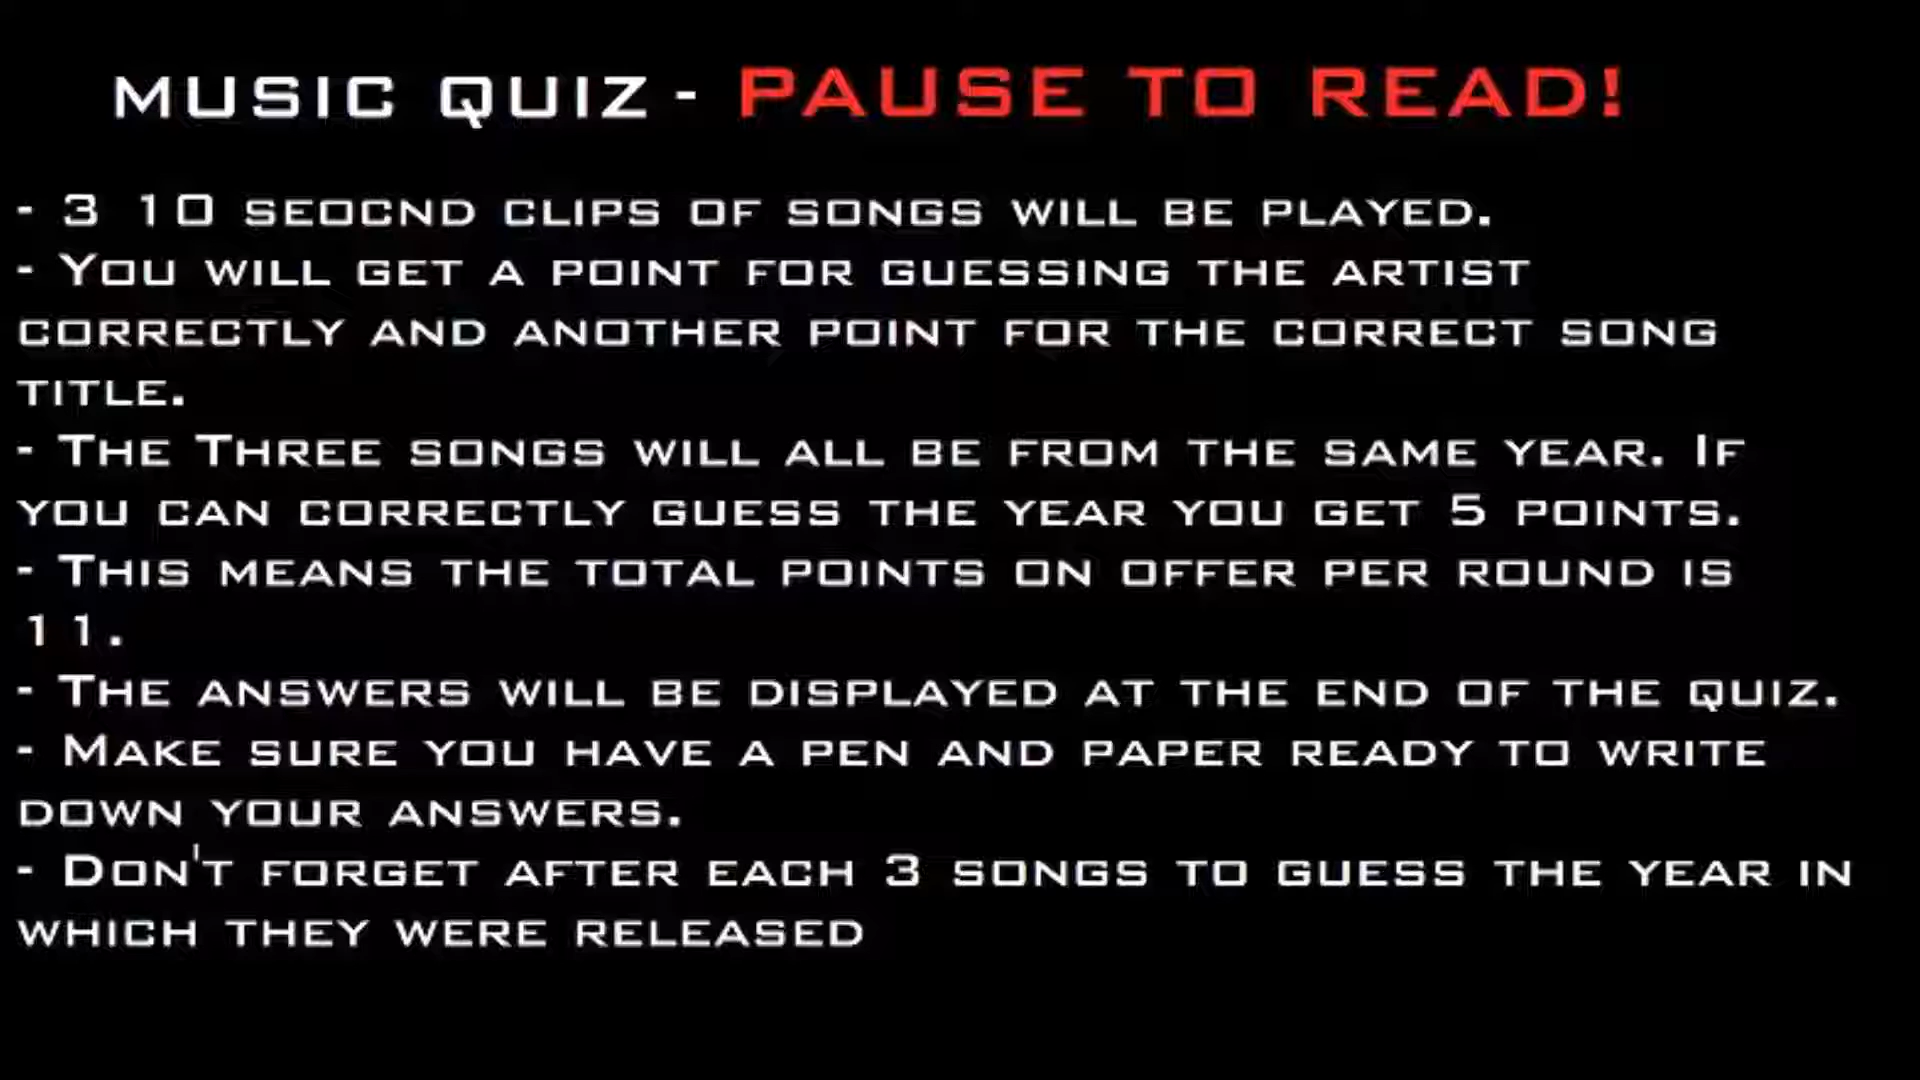 MUSIC QUIZ - PAUSE TO READ!
- 3 10 SEOCND CLIPS OF SONGS WILL BE PLAYED.
- YOU WILL GET A POINT FOR GUESSING THE ARTIST
CORRECTLY AND ANOTHER POINT FOR THE CORRECT SONG
TITLE.
- THE THREE SONGS WILL ALL BE FROM THE SAME YEAR. IF
YOU CAN CORRECTLY GUESS THE YEAR YOU GET 5 POINTS.
- THIS MEANS THE TOTAL POINTS ON OFFER PER ROUND IS
11.
- THE ANSWERS WILL BE DISPLAYED AT THE END OF THE QUIZ.
- MAKE SURE YOU HAVE A PEN AND PAPER READY TO WRITE
DOWN YOUR ANSWERS.
- DON'T FORGET AFTER EACH 3 SONGS TO GUESS THE YEAR IN
WHICH THEY WERE RELEASED